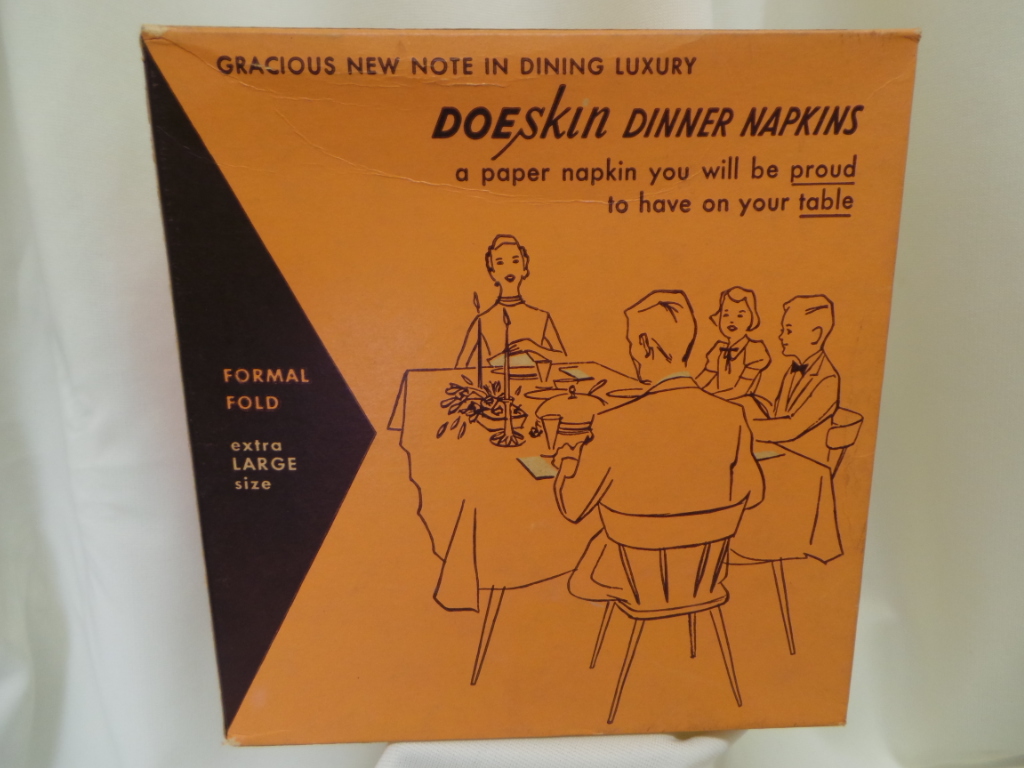 GRACIOUS NEW NOTE IN DINING LUXURY
DOESkin DINNER NAPKINS
a paper napkin you will be proud
to have on your table
FORMAL
FOLD
extra
LARGE
size